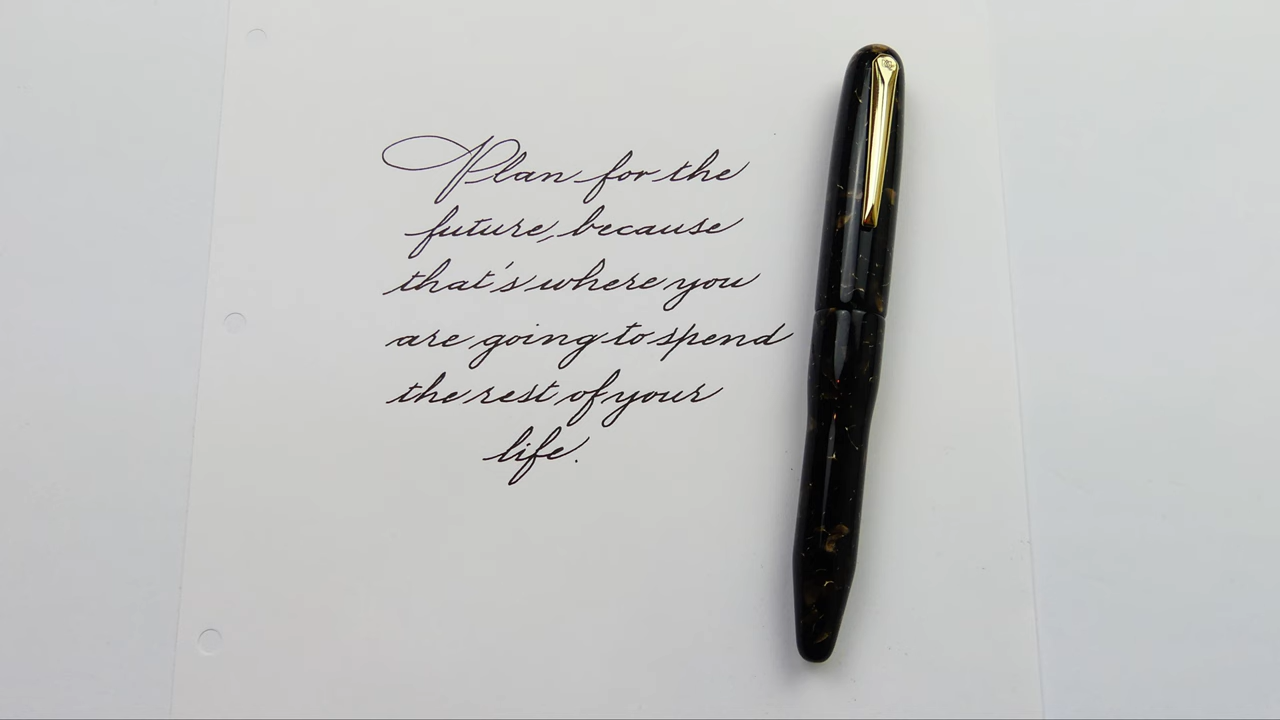 Plan for the
future, because
that's where you
are going to spend
the rest of your
life.